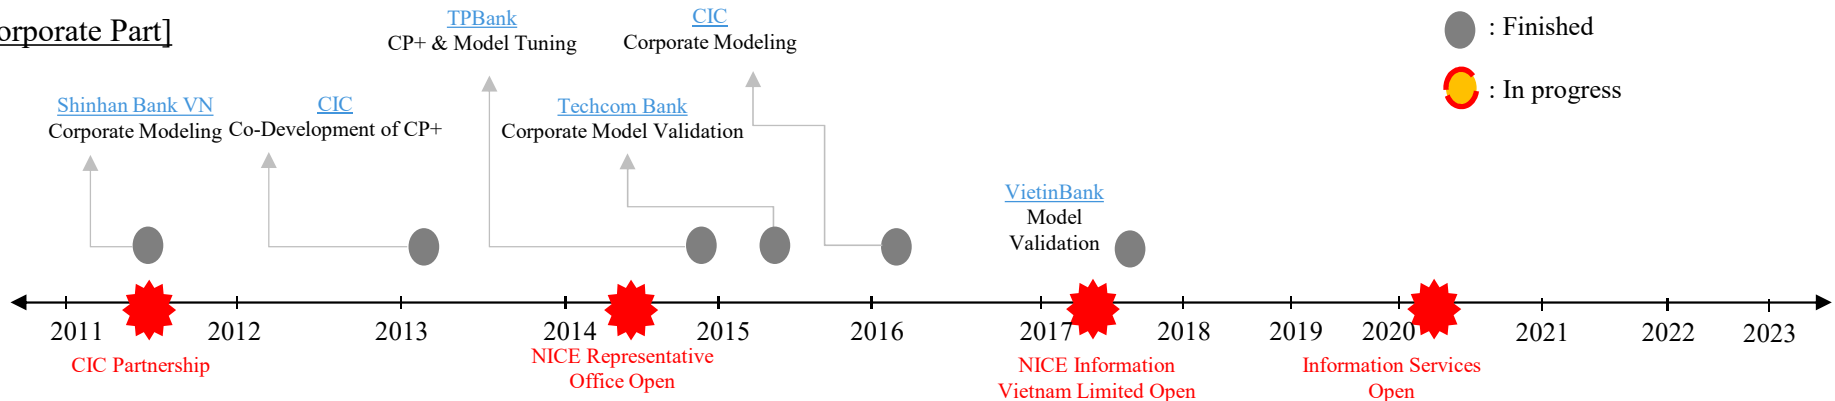 orporate Part]
TPBank
CP+ & Model Tuning
CIC
Corporate Modeling
: Finished
: In progress
Shinhan Bank VN
Corporate Modeling
CIC
Co-Development of CP+
Techcom Bank
Corporate Model Validation
VietinBank
Model
Validation
2011
2012
2013
2014
2015
2016
2017
2018
2019
2020
2021
2022
2023
CIC Partnership
NICE Representative
Office Open
NICE Information
Vietnam Limited Open
Information Services
Open